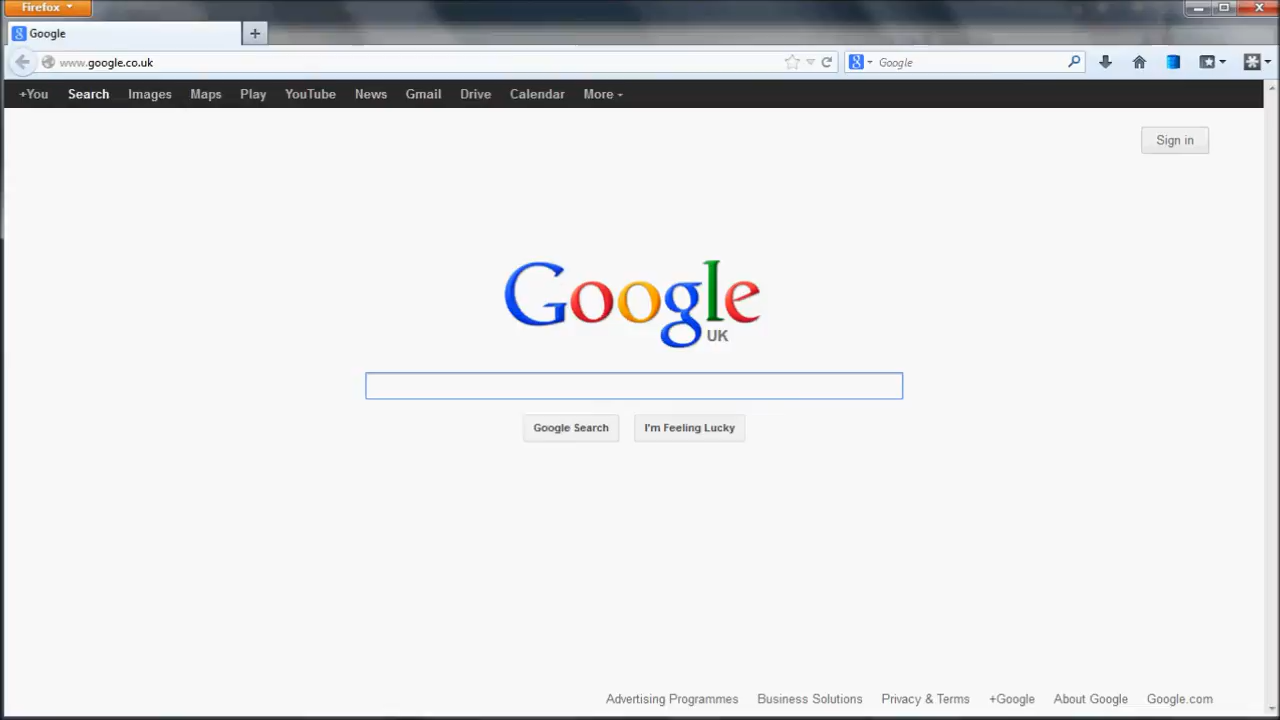 Firefox
Google
www.google.co.uk
Google
+You Search Images Maps Play YouTube News Gmail Drive Calendar More
Sign in
Google
UK
Google Search I'm Feeling Lucky
Advertising Programmes Business Solutions Privacy & Terms +Google About Google Google.com